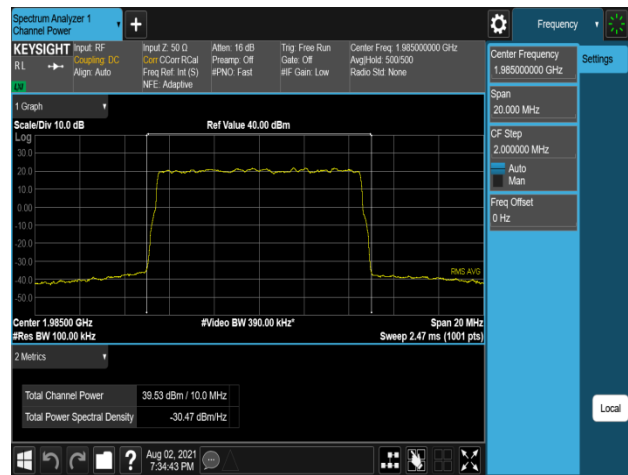 Spectrum Analyzer 1
Channel Power
+
Frequency
KEYSIGHT
RL
LXI
Input: RF
Coupling: DC
Align: Auto
Input Z: 50 Ω
Corr CCorr RCal
Freq Ref: Int (S)
NFE: Adaptive
Atten: 16 dB
Preamp: Off
#PNO: Fast
Trig: Free Run
Gate: Off
#IF Gain: Low
Center Freq: 1.985000000 GHz
Avg|Hold: 500/500
Radio Std: None
Center Frequency
1.985000000 GHz
Settings
Span
20.000 MHz
CF Step
2.000000 MHz
Auto
Man
Freq Offset
0 Hz
1 Graph
Scale/Div 10.0 dB
Ref Value 40.00 dBm
Log
30.0
20.0
10.0
0.00
-10.0
-20.0
-30.0
-40.0
-50.0
RMS AVG
Center 1.98500 GHz
#Video BW 390.00 kHz*
Span 20 MHz
#Res BW 100.00 kHz
Sweep 2.47 ms (1001 pts)
2 Metrics
Total Channel Power 39.53 dBm / 10.0 MHz
Total Power Spectral Density -30.47 dBm/Hz
Local
?
Aug 02, 2021
7:34:43 PM